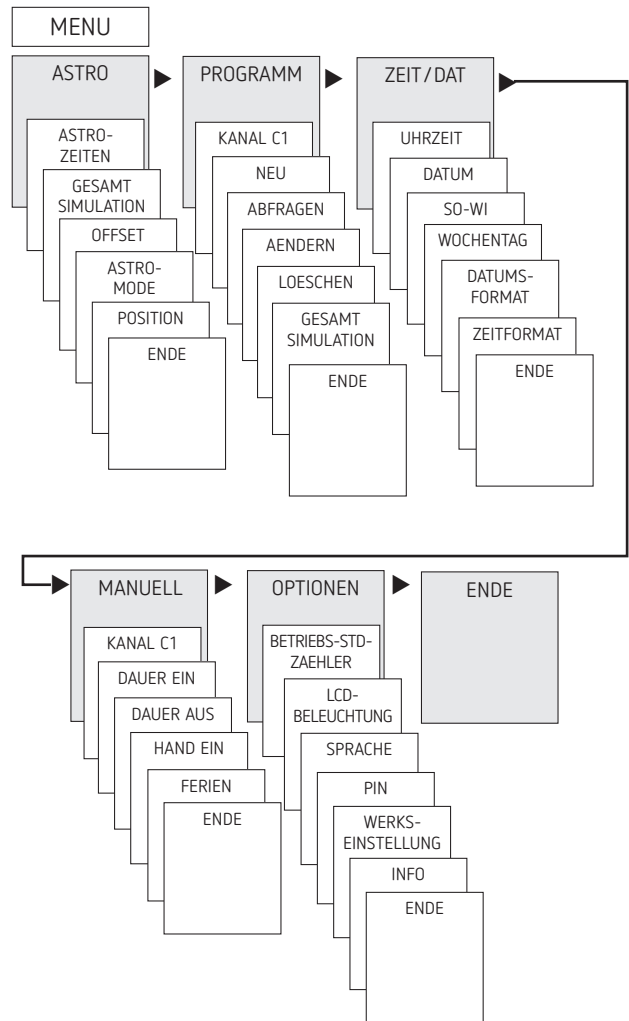 MENU
ASTRO
ASTRO-
ZEITEN
GESAMT
SIMULATION
OFFSET
ASTRO-
MODE
POSITION
ENDE
PROGRAMM
KANAL C1
NEU
ABFRAGEN
AENDERN
LOESCHEN
GESAMT
SIMULATION
ENDE
ZEIT/DAT
UHRZEIT
DATUM
SO-WI
WOCHENTAG
DATUMS-
FORMAT
ZEITFORMAT
ENDE
MANUELL
KANAL C1
DAUER EIN
DAUER AUS
HAND EIN
FERIEN
ENDE
OPTIONEN
BETRIEBS-STD-
ZAEHLER
LCD-
BELEUCHTUNG
SPRACHE
PIN
WERKS-
EINSTELLUNG
INFO
ENDE
ENDE